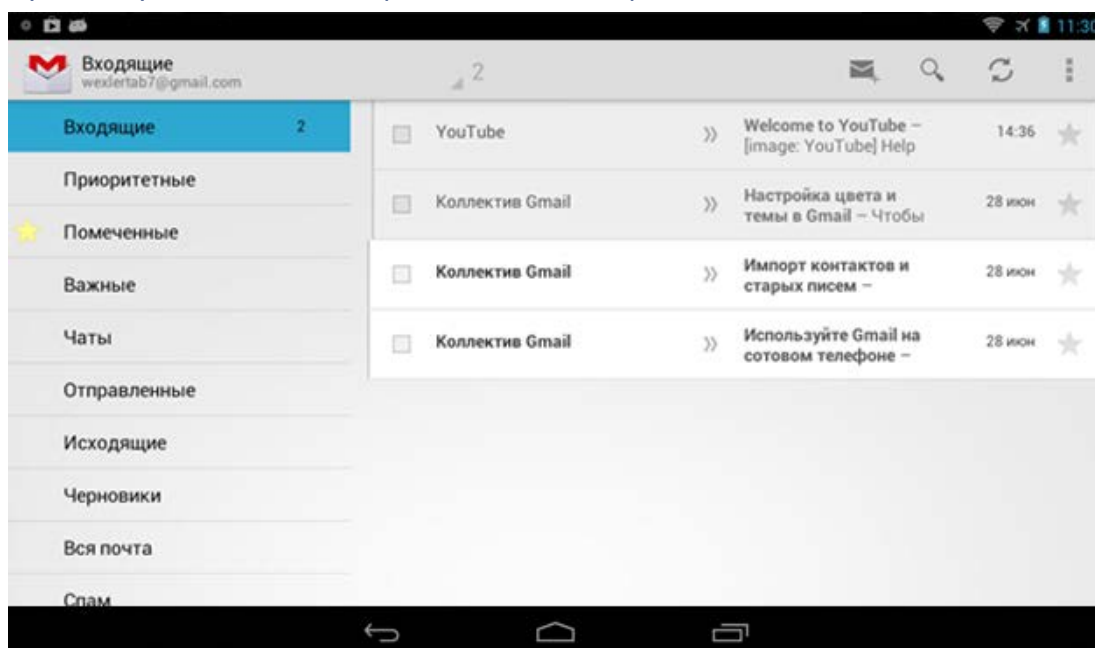 11:30
Входящие
wexlertab7@gmail.com
2
Входящие 2
Приоритетные
Помеченные
Важные
Чаты
Отправленные
Исходящие
Черновики
Вся почта
Спам
YouTube » Welcome to YouTube – 14:36
[image: YouTube] Help
Коллектив Gmail » Настройка цвета и 28 июн
темы в Gmail – Чтобы
Коллектив Gmail » Импорт контактов и 28 июн
старых писем –
Коллектив Gmail » Используйте Gmail на 28 июн
сотовом телефоне –